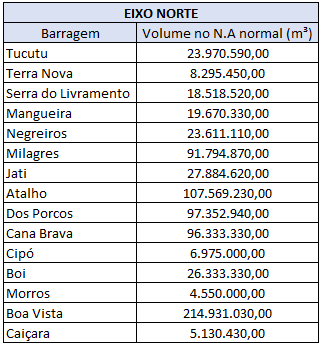 EIXO NORTE
Barragem Volume no N.A normal (m³)
Tucutu 23.970.590,00
Terra Nova 8.295.450,00
Serra do Livramento 18.518.520,00
Mangueira 19.670.330,00
Negreiros 23.611.110,00
Milagres 91.794.870,00
Jati 27.884.620,00
Atalho 107.569.230,00
Dos Porcos 97.352.940,00
Cana Brava 96.333.330,00
Cipó 6.975.000,00
Boi 26.333.330,00
Morros 4.550.000,00
Boa Vista 214.931.030,00
Caiçara 5.130.430,00